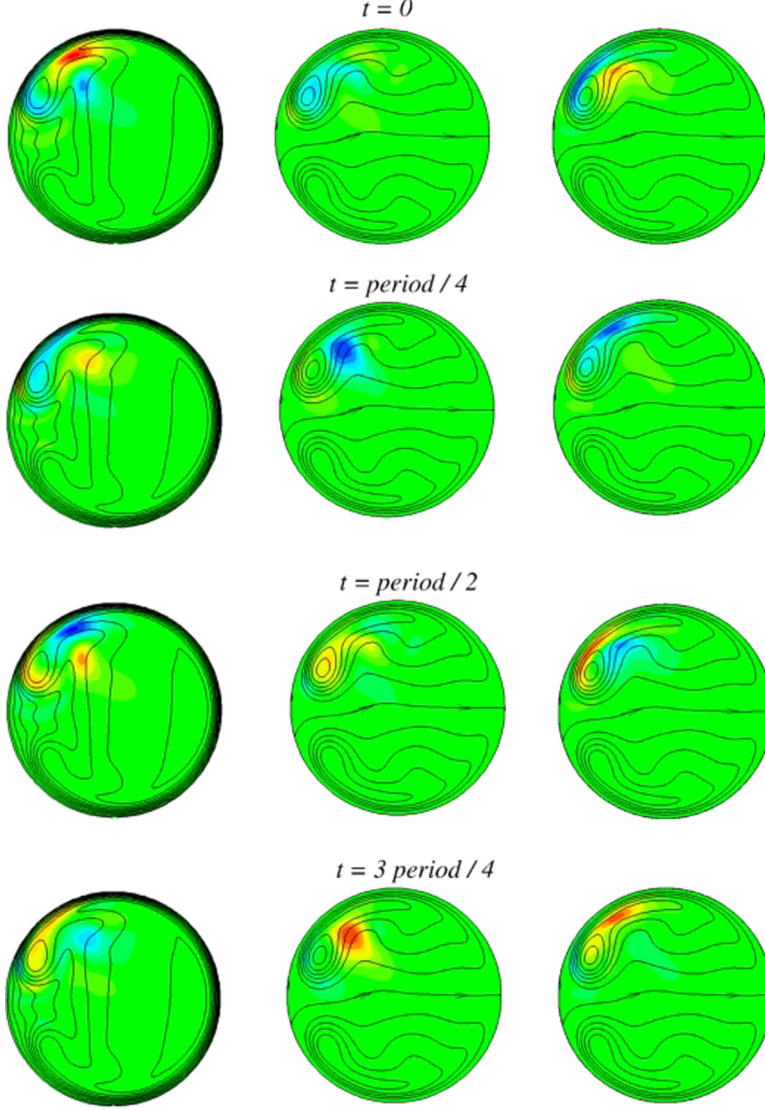 t = 0
t = period / 4
t = period / 2
t = 3 period / 4